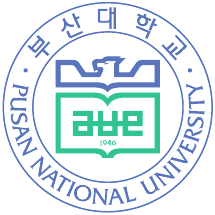 부산대학교
1946
· PUSAN NATIONAL UNIVERSITY ·